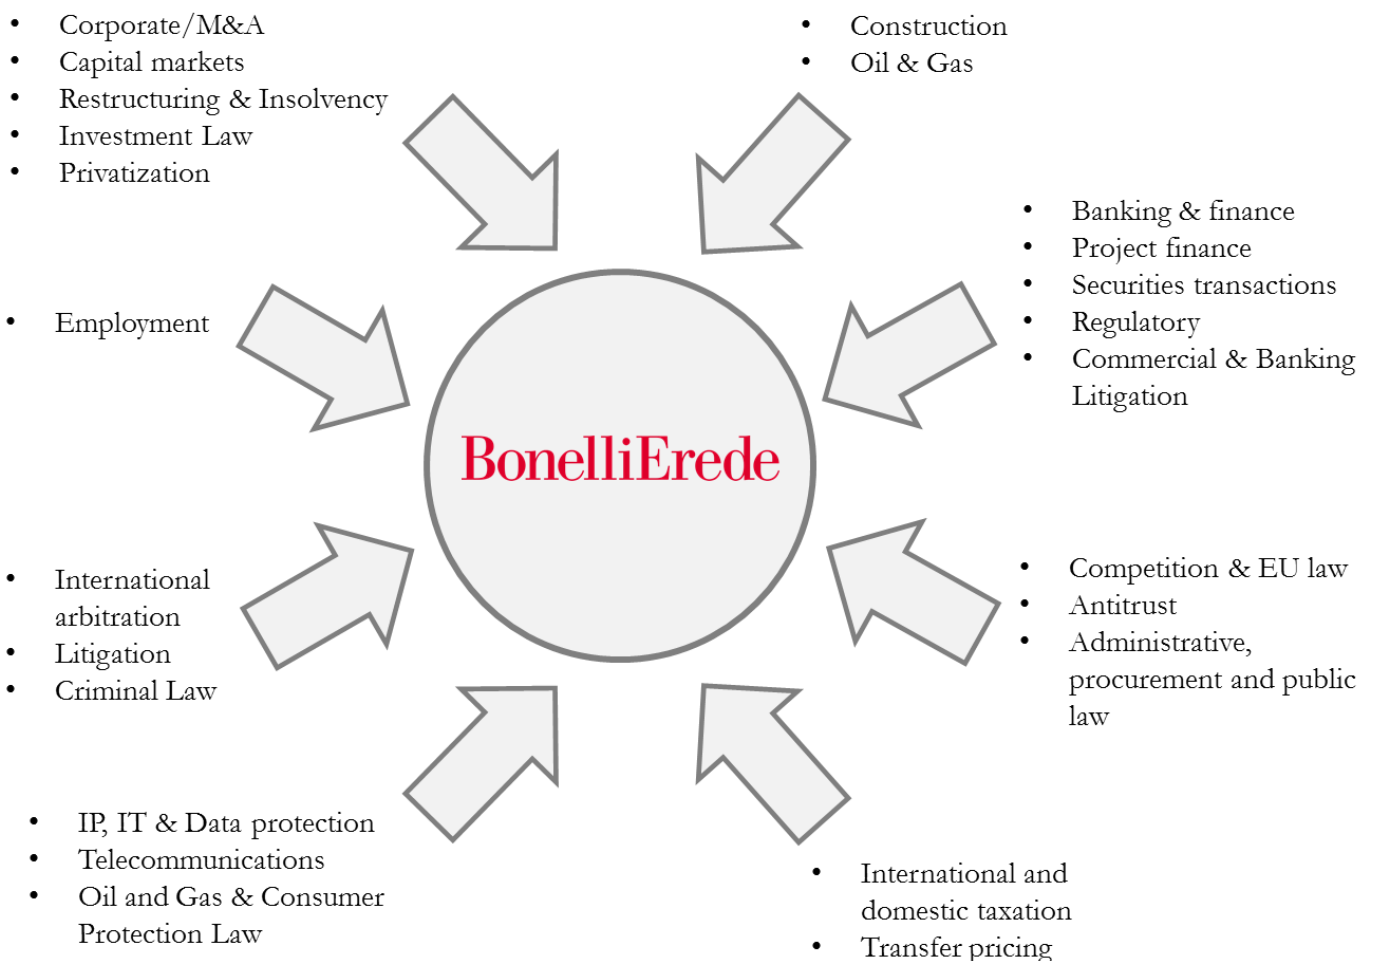 • Corporate/M&A
• Capital markets
• Restructuring & Insolvency
• Investment Law
• Privatization
• Construction
• Oil & Gas
• Banking & finance
• Project finance
• Securities transactions
• Regulatory
• Commercial & Banking
Litigation
• Employment
BonelliErede
• International
arbitration
• Litigation
• Criminal Law
• Competition & EU law
• Antitrust
• Administrative,
procurement and public
law
• IP, IT & Data protection
• Telecommunications
• Oil and Gas & Consumer
Protection Law
• International and
domestic taxation
• Transfer pricing